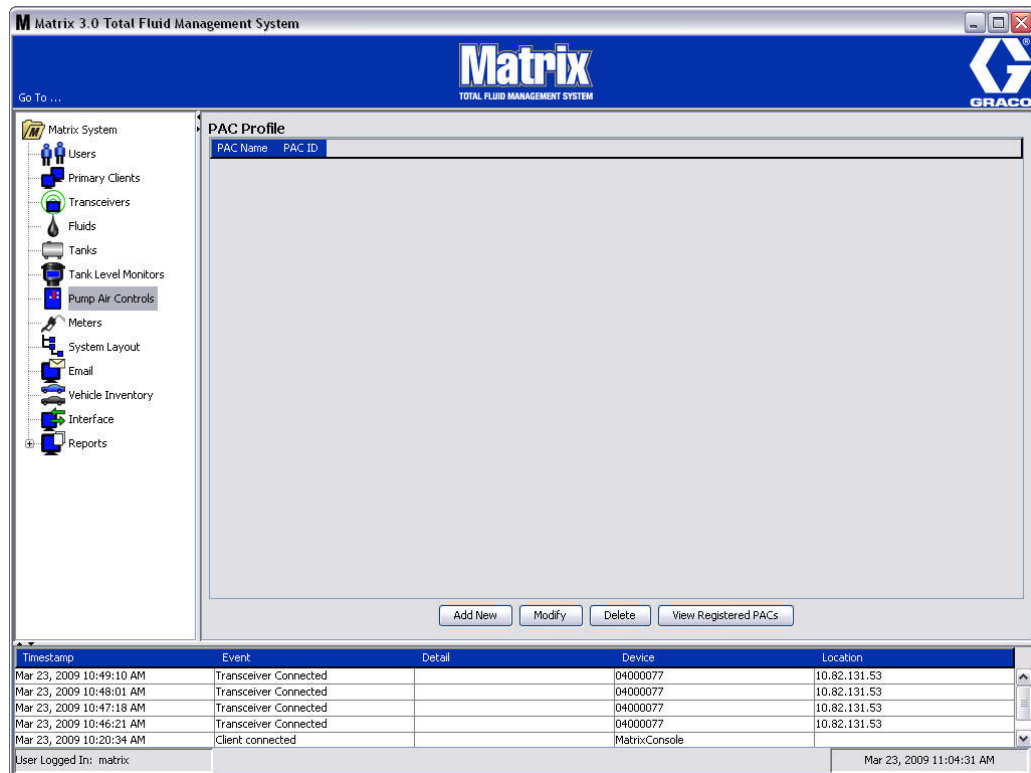 M Matrix 3.0 Total Fluid Management System
Matrix
TOTAL FLUID MANAGEMENT SYSTEM
®
GRACO
Go To ...
Matrix System
Users
Primary Clients
Transceivers
Fluids
Tanks
Tank Level Monitors
Pump Air Controls
Meters
System Layout
Email
Vehicle Inventory
Interface
Reports
PAC Profile
PAC Name PAC ID
Add New Modify Delete View Registered PACs
Timestamp Event Detail Device Location
Mar 23, 2009 10:49:10 AM Transceiver Connected 04000077 10.82.131.53
Mar 23, 2009 10:48:01 AM Transceiver Connected 04000077 10.82.131.53
Mar 23, 2009 10:47:18 AM Transceiver Connected 04000077 10.82.131.53
Mar 23, 2009 10:46:21 AM Transceiver Connected 04000077 10.82.131.53
Mar 23, 2009 10:20:34 AM Client connected MatrixConsole
User Logged In: matrix Mar 23, 2009 11:04:31 AM